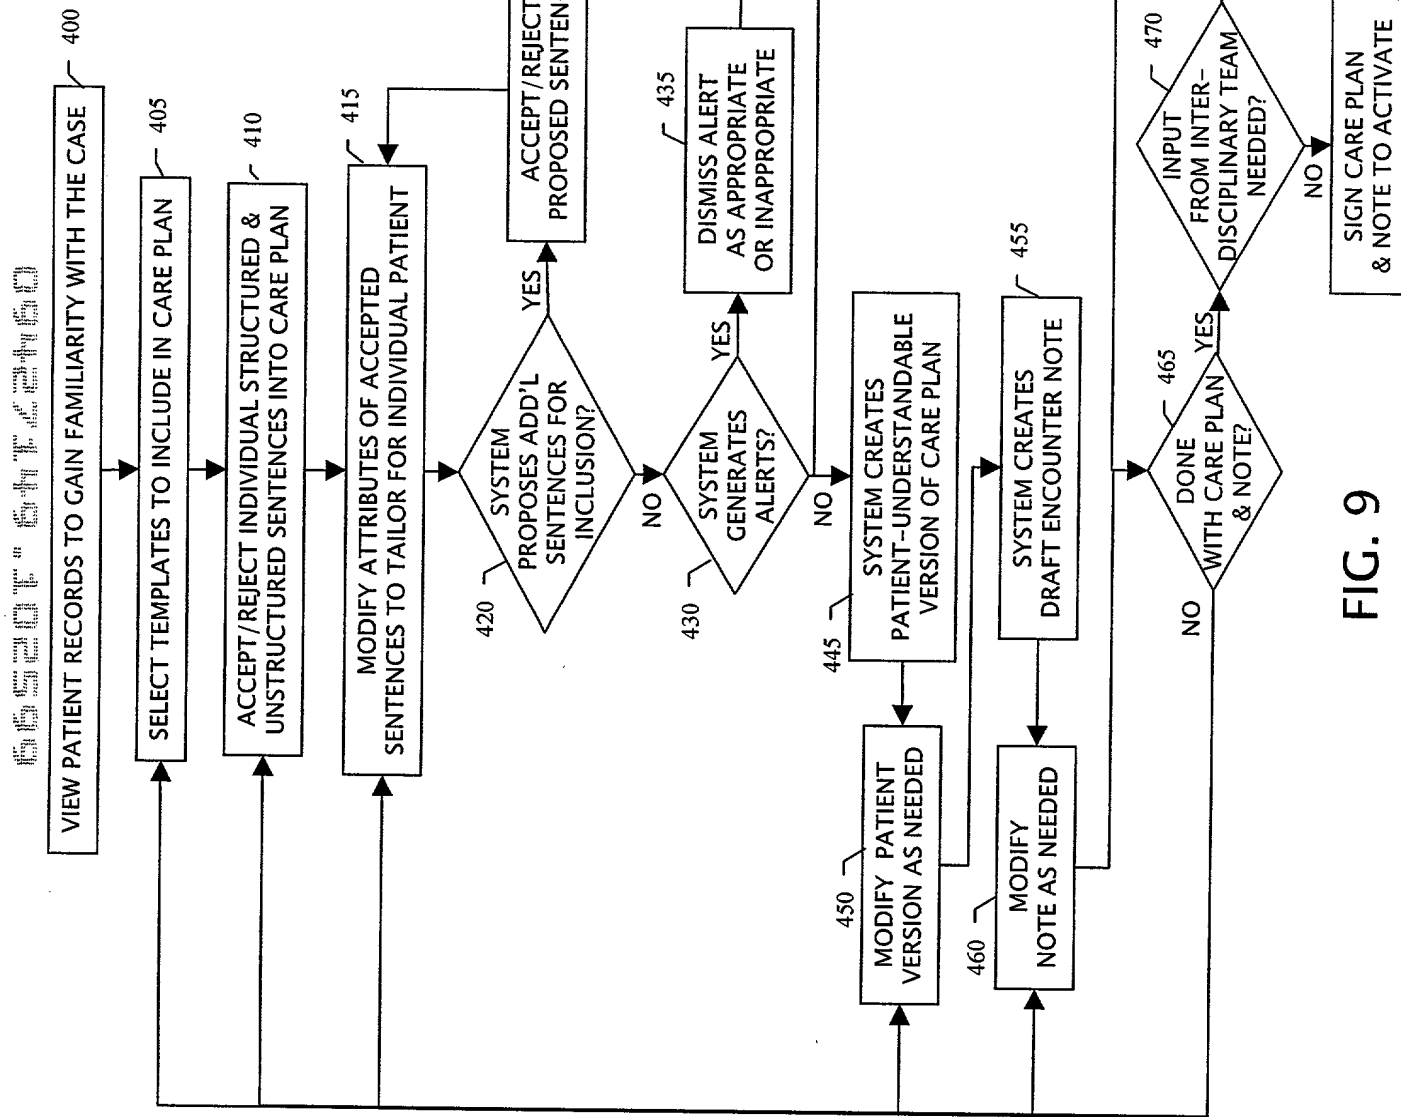 400
VIEW PATIENT RECORDS TO GAIN FAMILIARITY WITH THE CASE
405
SELECT TEMPLATES TO INCLUDE IN CARE PLAN
410
ACCEPT/REJECT INDIVIDUAL STRUCTURED &
UNSTRUCTURED SENTENCES INTO CARE PLAN
415
MODIFY ATTRIBUTES OF ACCEPTED
SENTENCES TO TAILOR FOR INDIVIDUAL PATIENT
420
SYSTEM
PROPOSES ADD'L
SENTENCES FOR
INCLUSION?
YES
ACCEPT/REJECT
PROPOSED SENTEN
NO
430
SYSTEM
GENERATES
ALERTS?
YES
435
DISMISS ALERT
AS APPROPRIATE
OR INAPPROPRIATE
NO
445
SYSTEM CREATES
PATIENT-UNDERSTANDABLE
VERSION OF CARE PLAN
450
MODIFY PATIENT
VERSION AS NEEDED
455
SYSTEM CREATES
DRAFT ENCOUNTER NOTE
460
MODIFY
NOTE AS NEEDED
465
DONE
WITH CARE PLAN
& NOTE?
NO
YES
470
INPUT
FROM INTER-
DISCIPLINARY TEAM
NEEDED?
NO
SIGN CARE PLAN
& NOTE TO ACTIVATE
FIG. 9